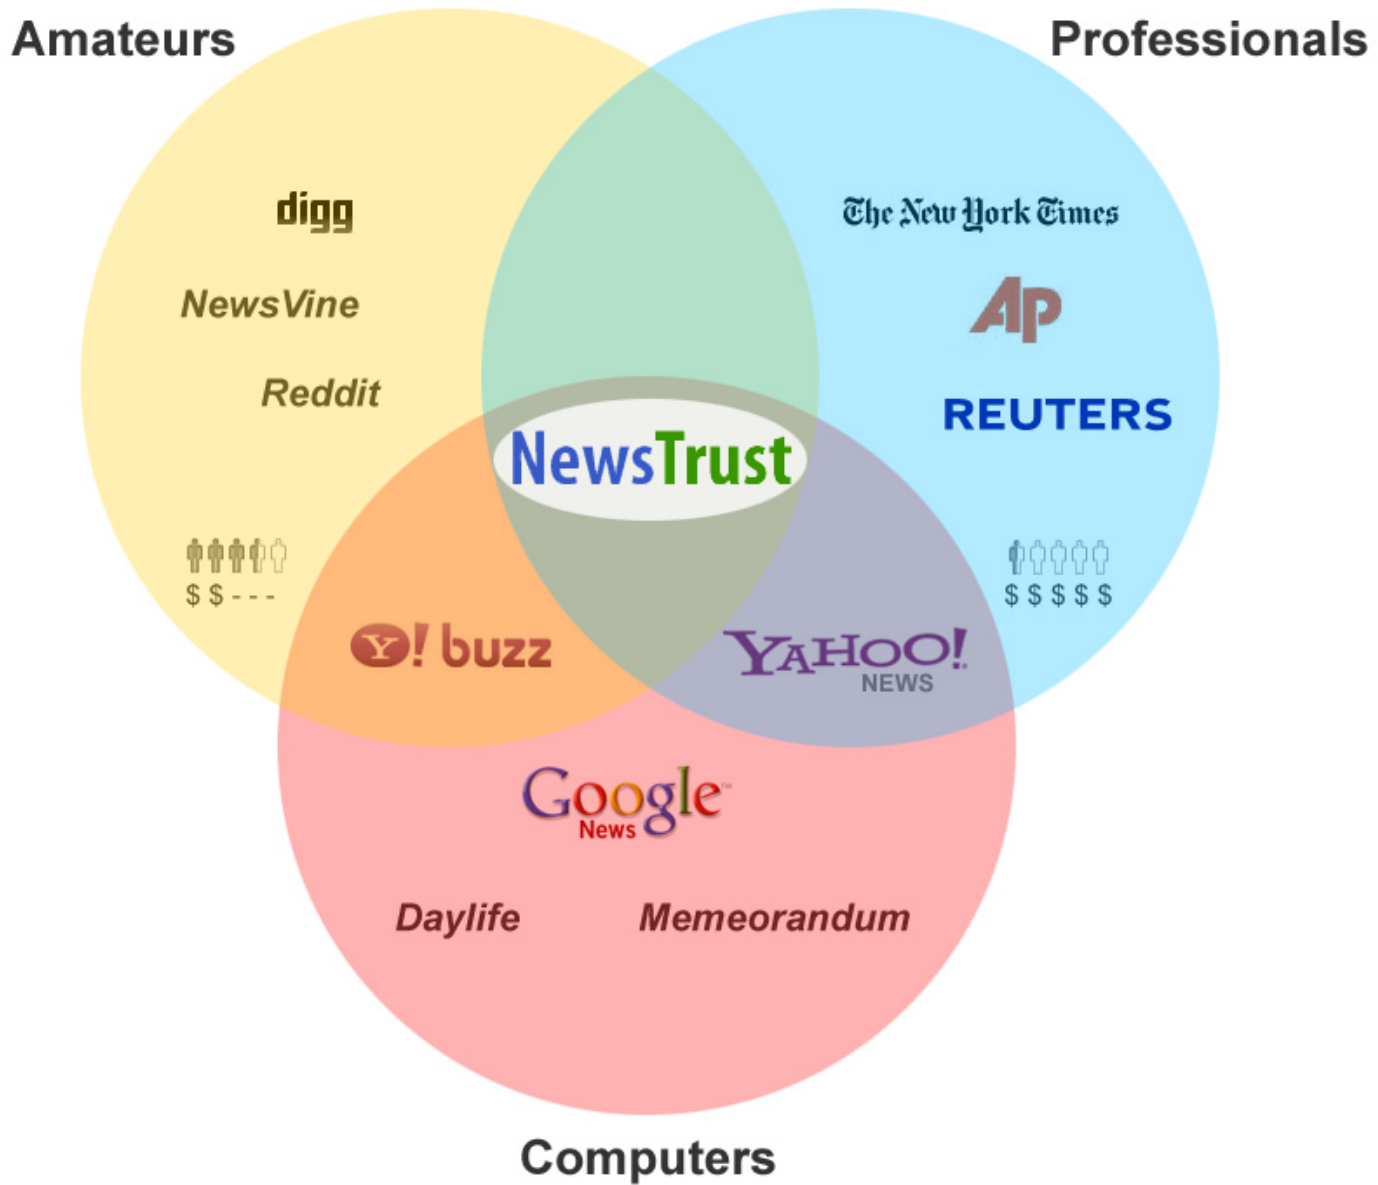 Amateurs
Professionals
digg
The New York Times
NewsVine
AP
Reddit
REUTERS
NewsTrust
$ $ - - -
$ $ $ $ $
Y! buzz
YAHOO!
NEWS
Google™
News
Daylife
Memeorandum
Computers